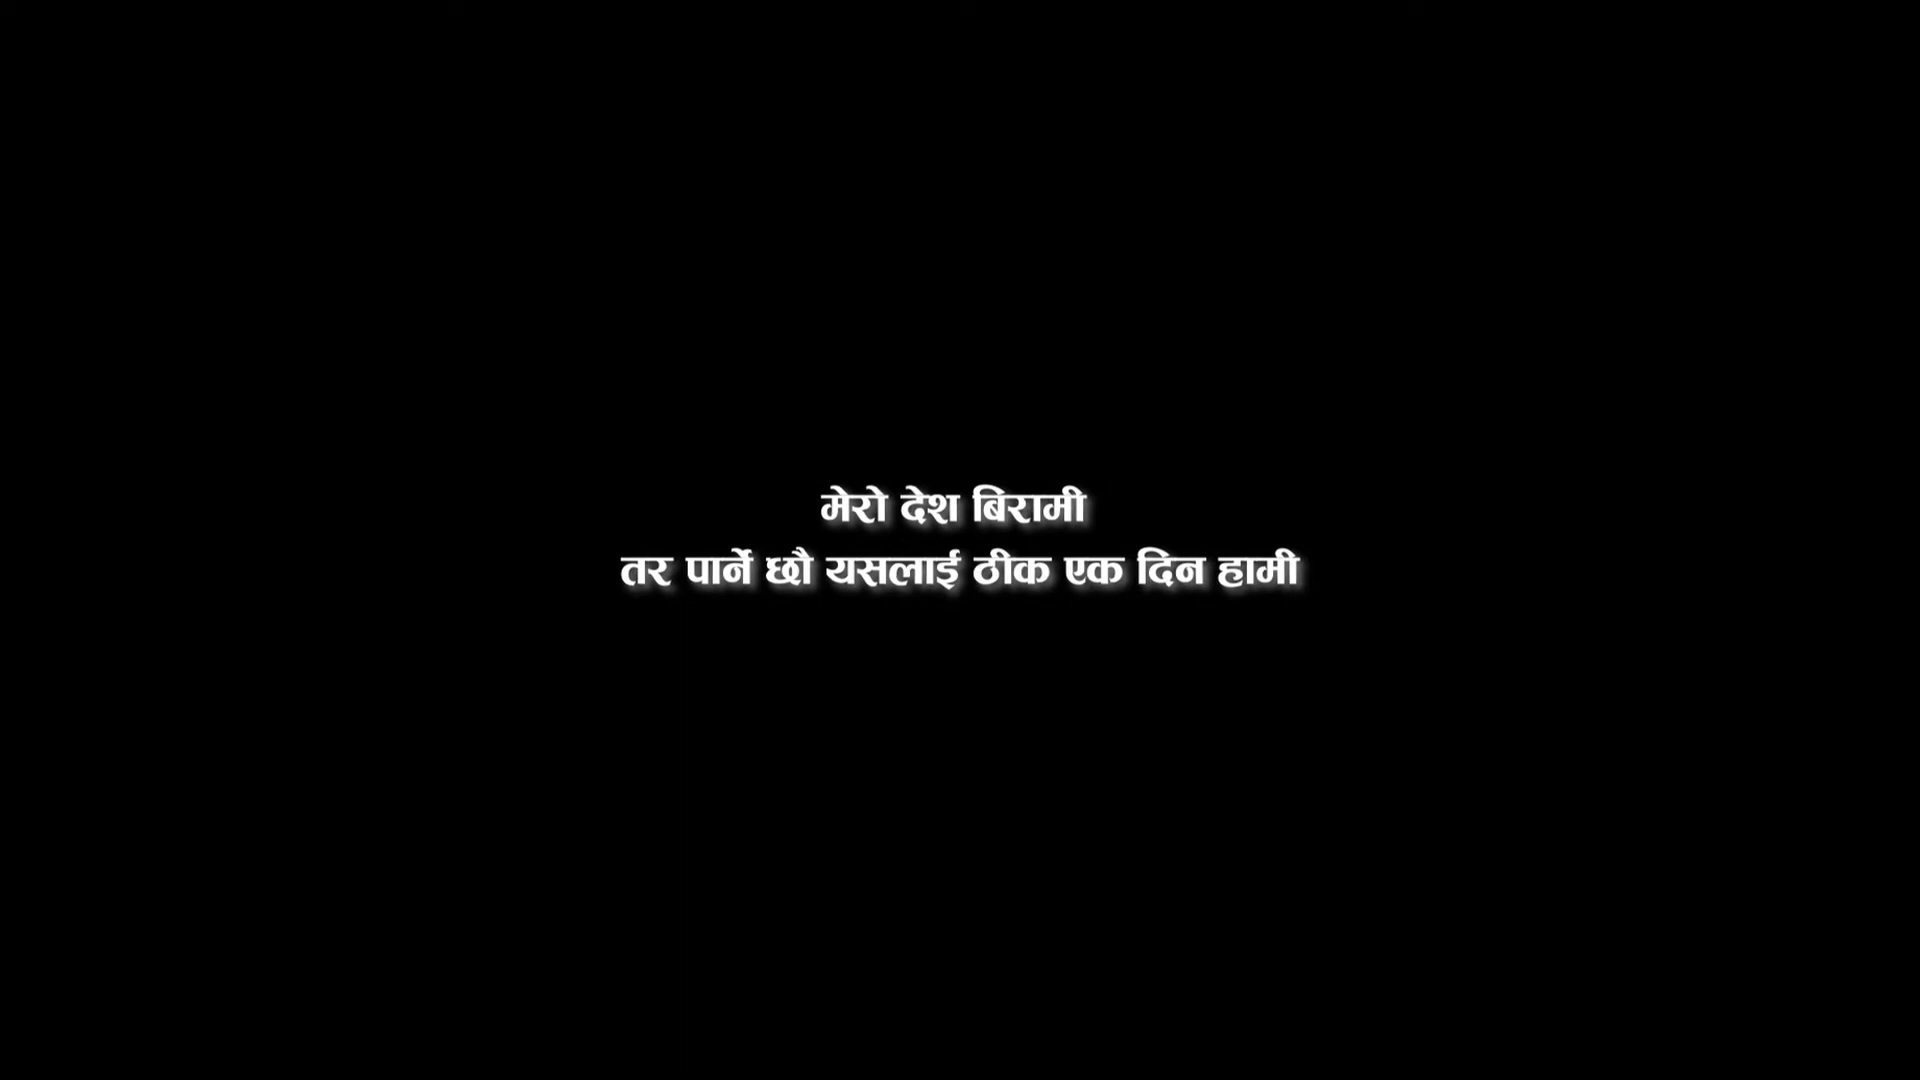 मेरो देश बिरामी
तर पार्ने छौ यसलाई ठीक एक दिन हामी